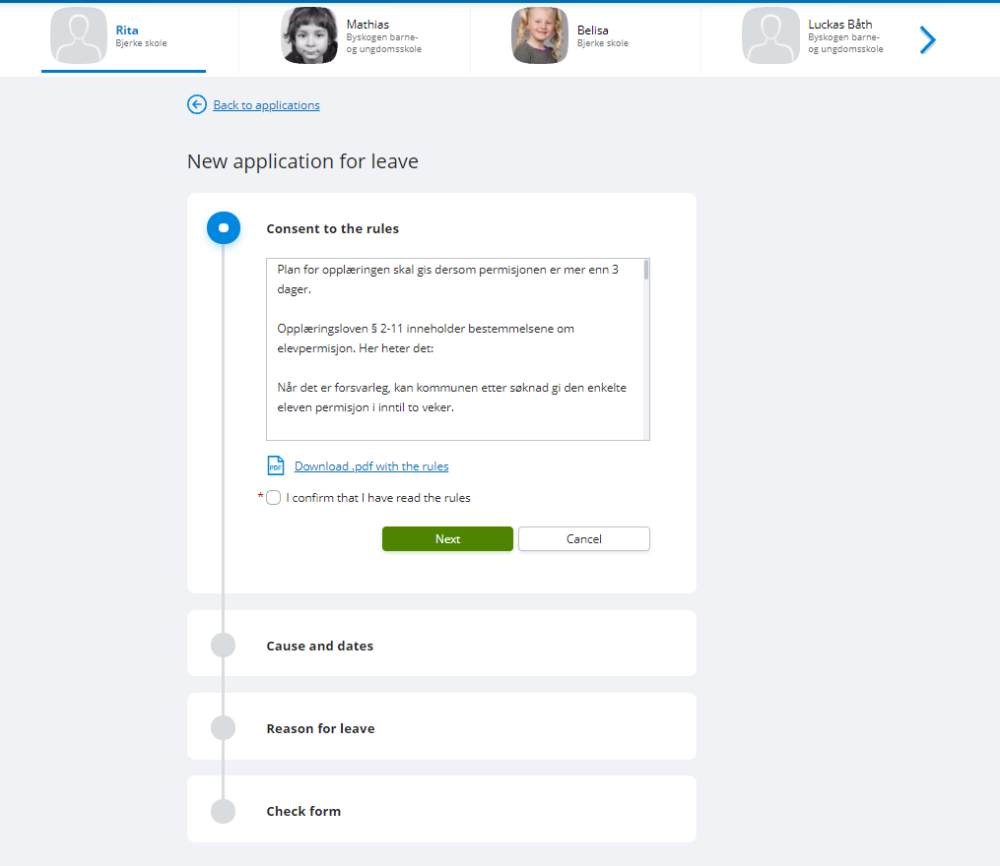 Rita
Bjerke skole
Mathias
Byskogen barne-
og ungdomsskole
Belisa
Bjerke skole
Luckas Båth
Byskogen barne-
og ungdomsskole
Back to applications
New application for leave
Consent to the rules
Plan for opplæringen skal gis dersom permisjonen er mer enn 3
dager.
Opplæringsloven § 2-11 inneholder bestemmelsene om
elevpermisjon. Her heter det:
Når det er forsvarleg, kan kommunen etter søknad gi den enkelte
eleven permisjon i inntil to veker.
PDF
Download .pdf with the rules
* I confirm that I have read the rules
Next
Cancel
Cause and dates
Reason for leave
Check form